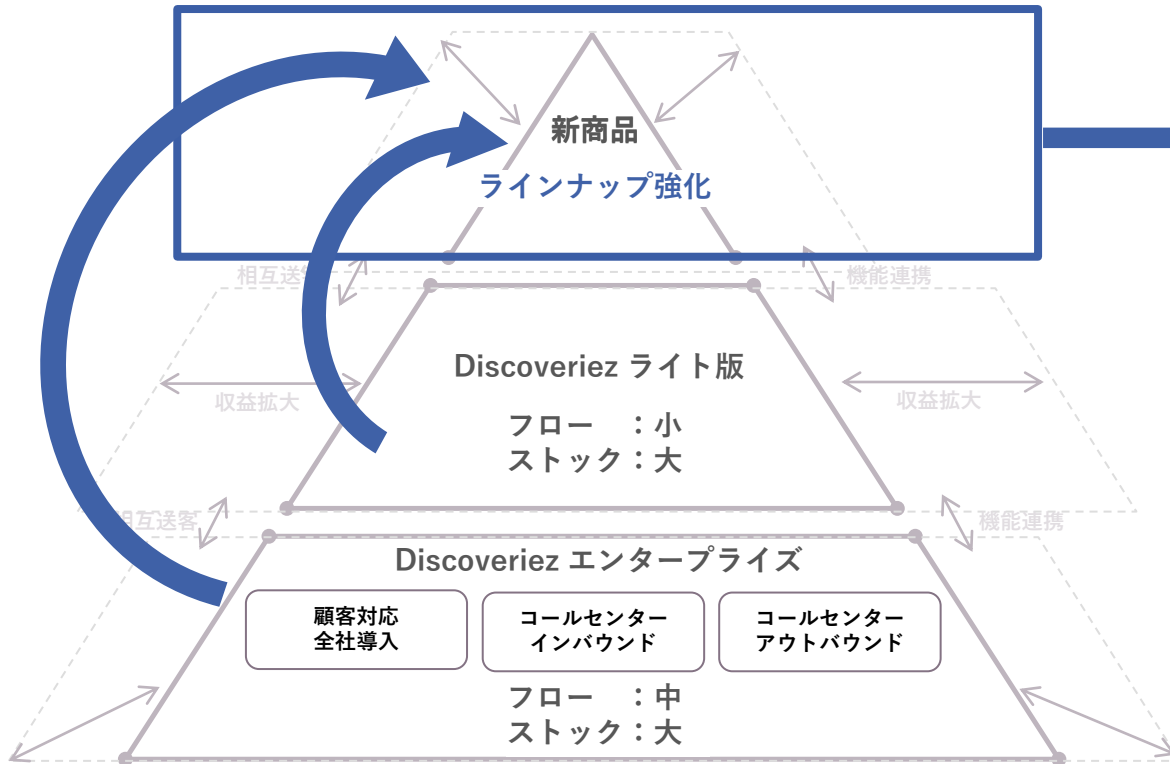 新商品
ラインナップ強化
相互送客
機能連携
Discoveriez ライト版
収益拡大
収益拡大
フロー　：小
ストック：大
相互送客
機能連携
Discoveriez エンタープライズ
顧客対応
全社導入
コールセンター
インバウンド
コールセンター
アウトバウンド
フロー　：中
ストック：大